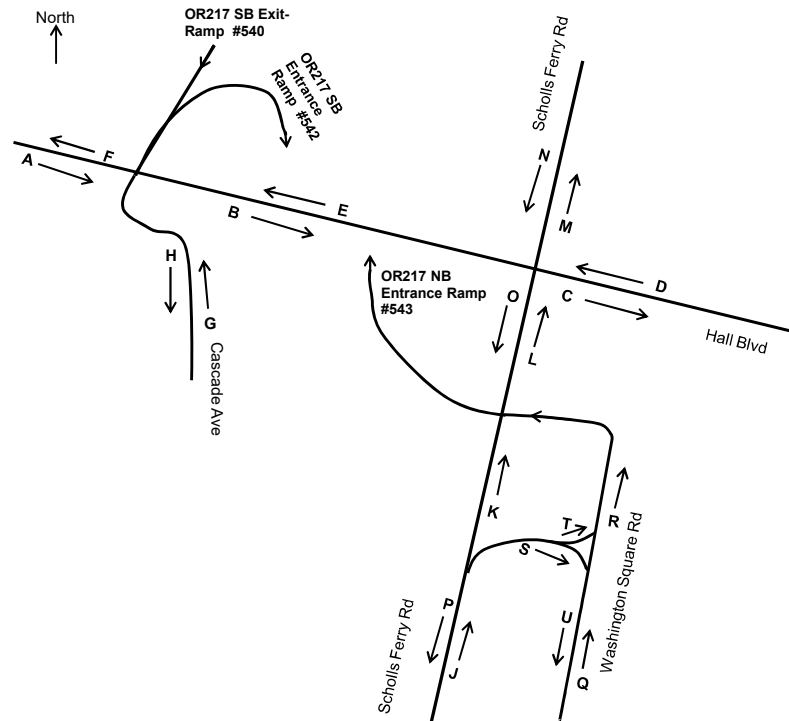 North
OR217 SB Exit-
Ramp  #540
OR217 SB
Entrance
Ramp #542
Scholls Ferry Rd
F
A
N
M
B
E
H
G
Cascade Ave
OR217 NB
Entrance Ramp
#543
O
C
D
L
Hall Blvd
K
T
R
S
Washington Square Rd
P
U
J
Q
Scholls Ferry Rd